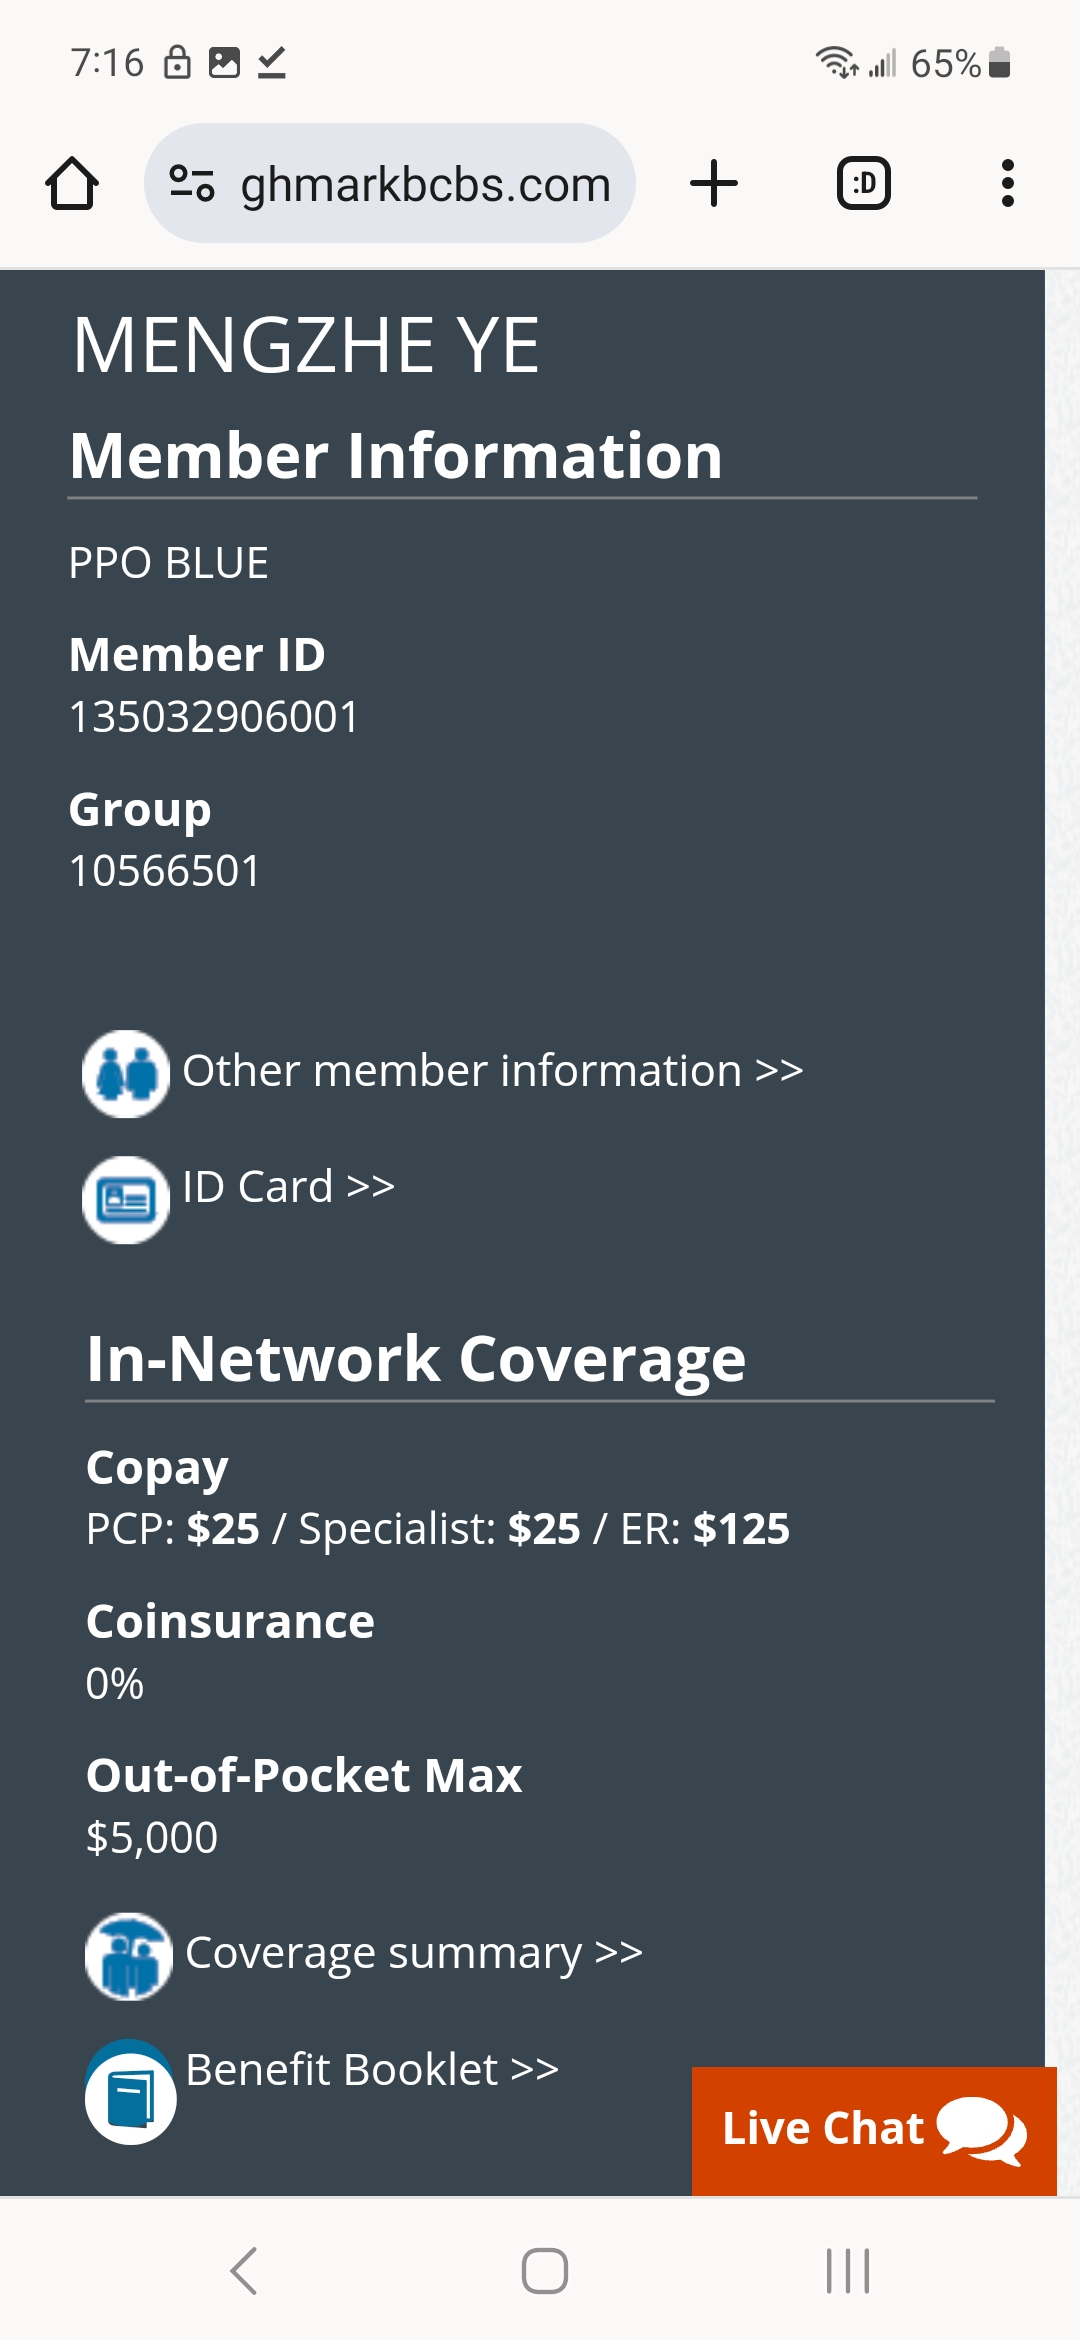 7:16
65%
ghmarkbcbs.com
:D
MENGZHE YE
Member Information
PPO BLUE
Member ID
135032906001
Group
10566501
Other member information >>
ID Card >>
In-Network Coverage
Copay
PCP: $25 / Specialist: $25 / ER: $125
Coinsurance
0%
Out-of-Pocket Max
$5,000
Coverage summary >>
Benefit Booklet >>
Live Chat